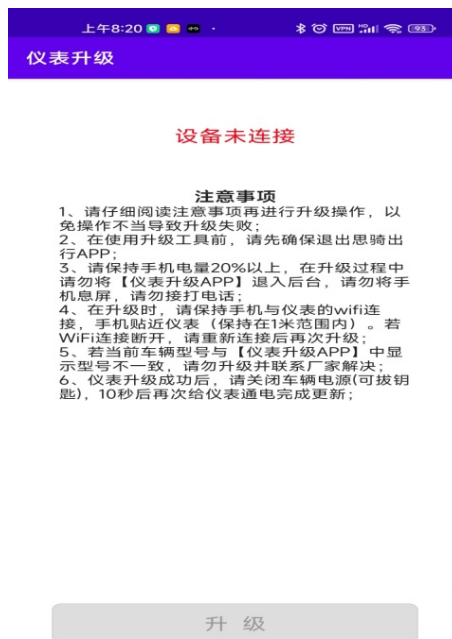 上午8:20
VPN
93
仪表升级
设备未连接
注意事项
1、请仔细阅读注意事项再进行升级操作，以
免操作不当导致升级失败;
2、在使用升级工具前，请先确保退出思骑出
行APP;
3、请保持手机电量20%以上，在升级过程中
请勿将【仪表升级APP】退入后台，请勿将手
机息屏，请勿接打电话;
4、在升级时，请保持手机与仪表的wifi连
接，手机贴近仪表（保持在1米范围内）。若
WiFi连接断开，请重新连接后再次升级;
5、若当前车辆型号与【仪表升级APP】中显
示型号不一致，请勿升级并联系厂家解决;
6、仪表升级成功后，请关闭车辆电源(可拔钥
匙)，10秒后再次给仪表通电完成更新;
升 级